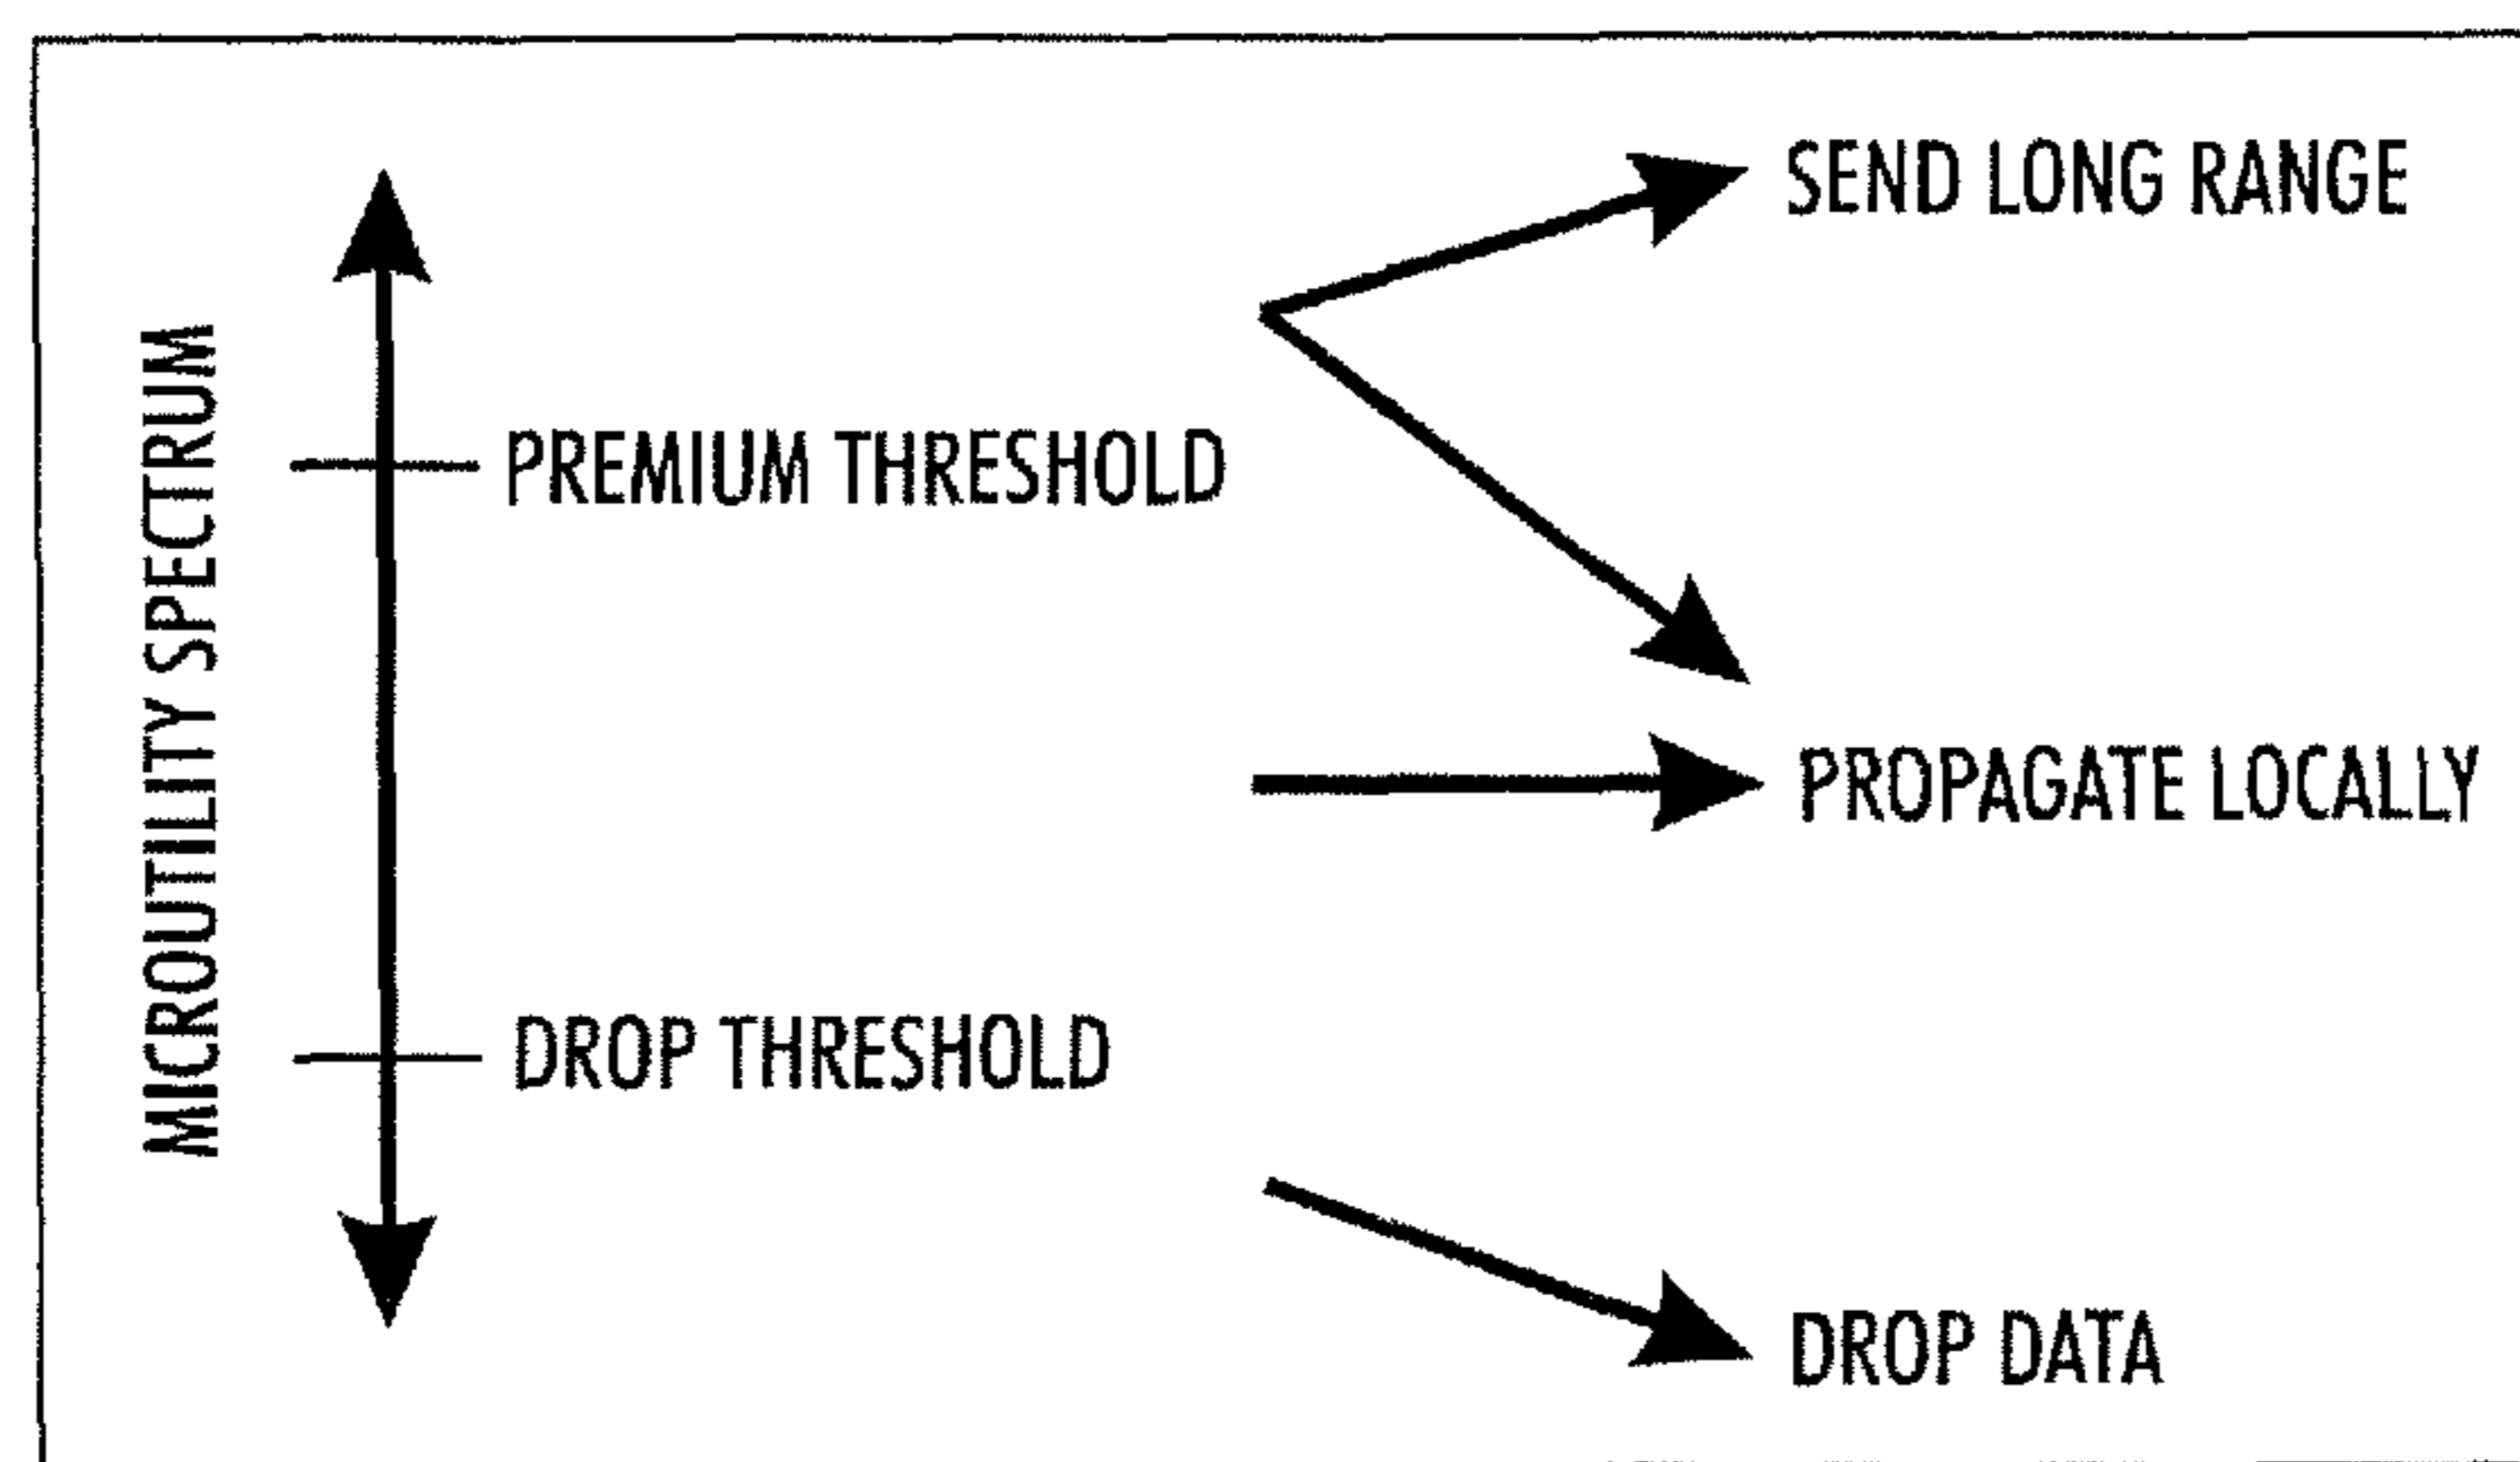 MICROUTILITY SPECTRUM
SEND LONG RANGE
PREMIUM THRESHOLD
PROPAGATE LOCALLY
DROP THRESHOLD
DROP DATA